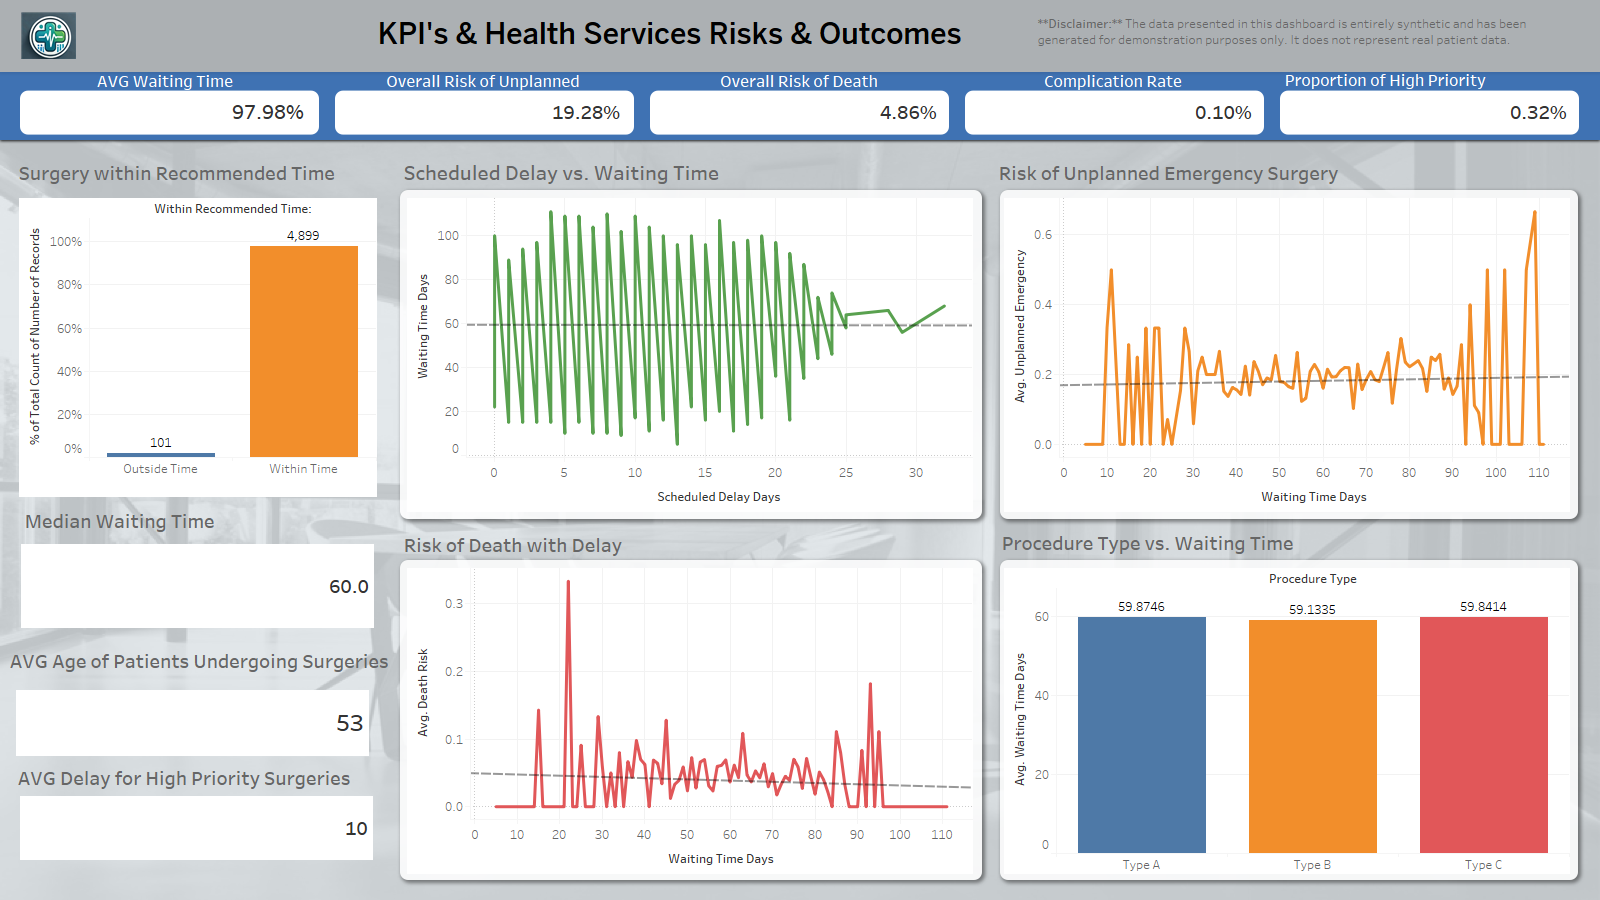 KPI's & Health Services Risks & Outcomes
**Disclaimer:** The data presented in this dashboard is entirely synthetic and has been
generated for demonstration purposes only. It does not represent real patient data.
AVG Waiting Time
97.98%
Overall Risk of Unplanned
19.28%
Overall Risk of Death
4.86%
Complication Rate
0.10%
Proportion of High Priority
0.32%
Surgery within Recommended Time
Within Recommended Time:
% of Total Count of Number of Records
100%
80%
60%
40%
20%
0%
4,899
101
Outside Time
Within Time
Median Waiting Time
60.0
AVG Age of Patients Undergoing Surgeries
53
AVG Delay for High Priority Surgeries
10
Scheduled Delay vs. Waiting Time
Waiting Time Days
100
80
60
40
20
0
0 5 10 15 20 25 30
Scheduled Delay Days
Risk of Unplanned Emergency Surgery
Avg. Unplanned Emergency
0.6
0.4
0.2
0.0
0 10 20 30 40 50 60 70 80 90 100 110
Waiting Time Days
Risk of Death with Delay
Avg. Death Risk
0.3
0.2
0.1
0.0
0 10 20 30 40 50 60 70 80 90 100 110
Waiting Time Days
Procedure Type vs. Waiting Time
Procedure Type
Avg. Waiting Time Days
60
40
20
0
59.8746
59.1335
59.8414
Type A
Type B
Type C